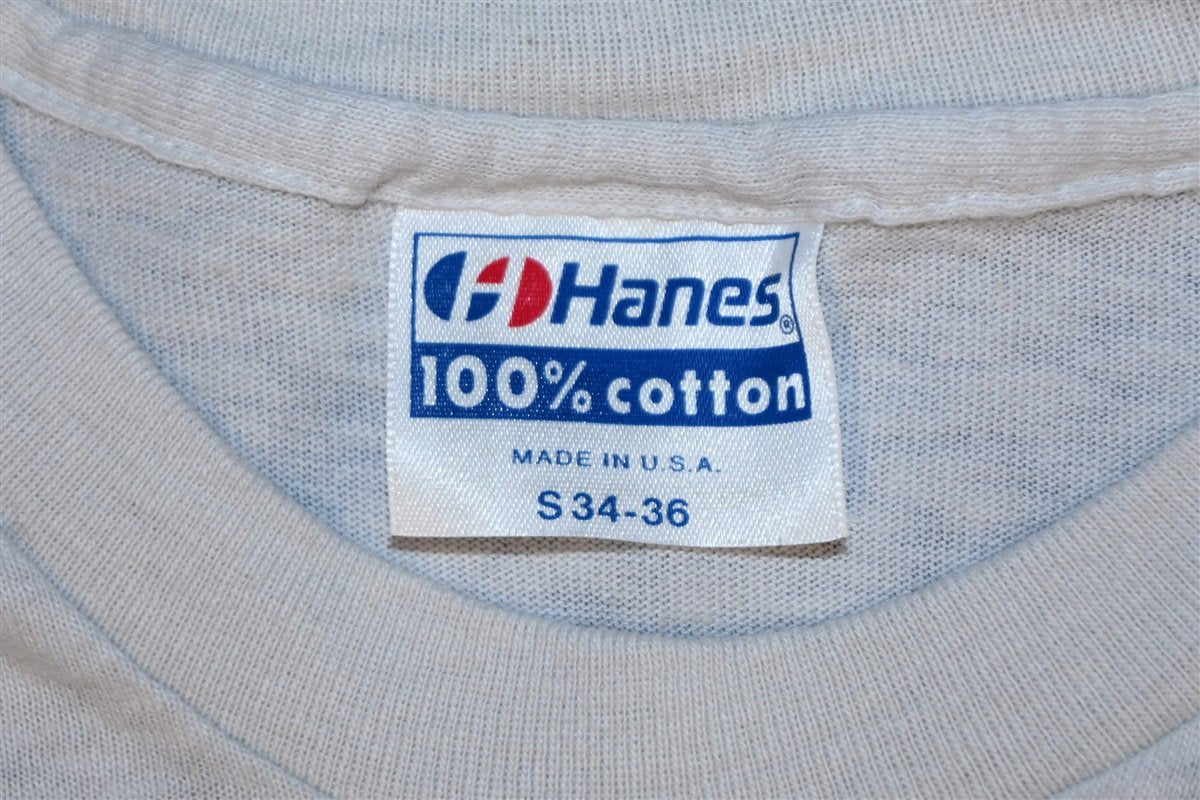 Hanes®
100% cotton
MADE IN U.S.A.
S 34-36